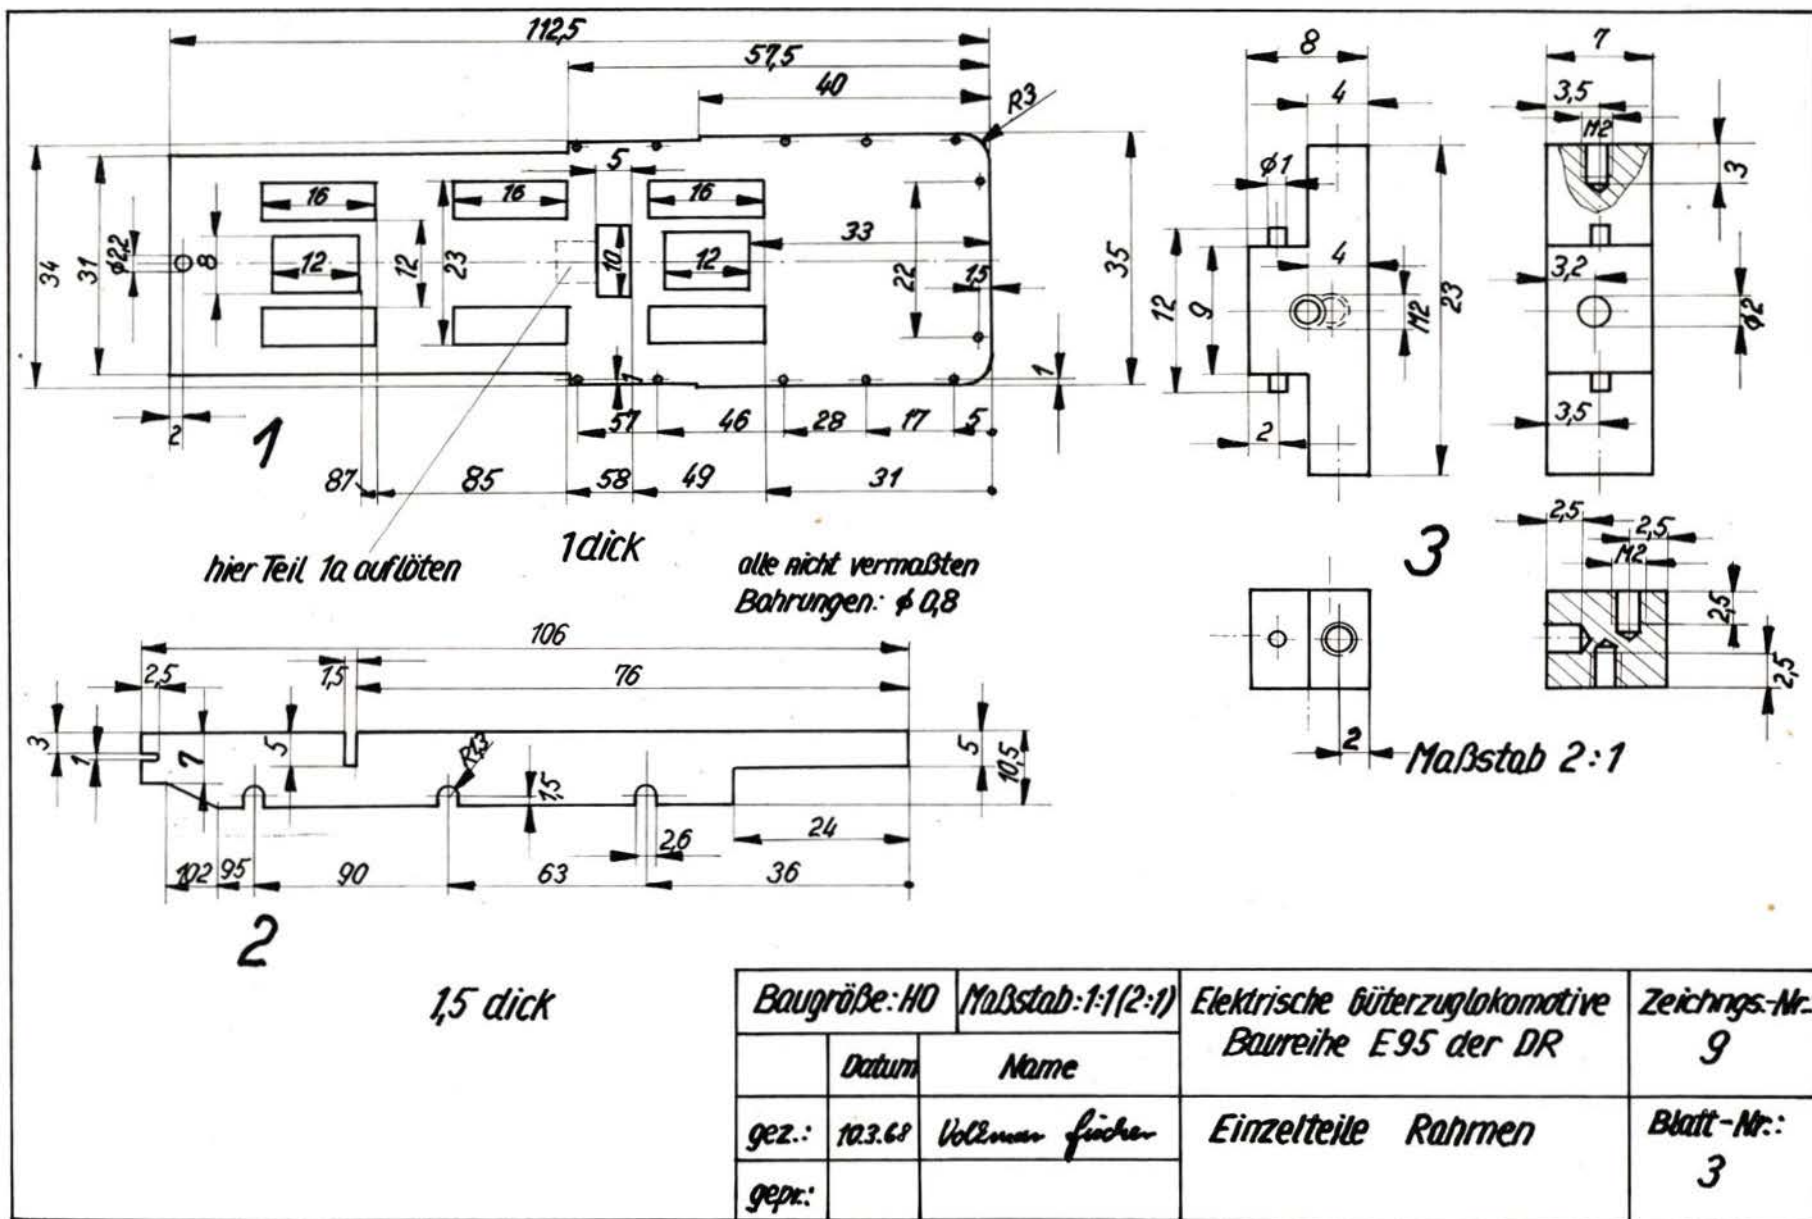 112,5
57,5
40
R3
5
16 16 16
34 31 ϕ2,2 8 12 12 23 10 12 33 22 1,5 35
1 1
2 57 46 28 17 5
1
87 85 58 49 31
hier Teil 1a auflöten
1 dick
alle nicht vermaßten
Bohrungen: ϕ 0,8
106
2,5 1,5 76
3 1 7 5 R1,3 1,5 5 10,5
2,6 24
102 95 90 63 36
2
1,5 dick
8 7
4 3,5
M2
ϕ1 3
12 9 4 M2 23 3,2 ϕ2
2 3,5
3
2,5 2,5
M2
2,5
2,5
2
Maßstab 2:1
Baugröße: H0 Maßstab: 1:1 (2:1) Elektrische Güterzuglokomotive Zeichngs.-Nr.
Baureihe E95 der DR 9
Datum Name
gez.: 10.3.68 Einzelteile Rahmen Blatt-Nr.:
3
gepr.: